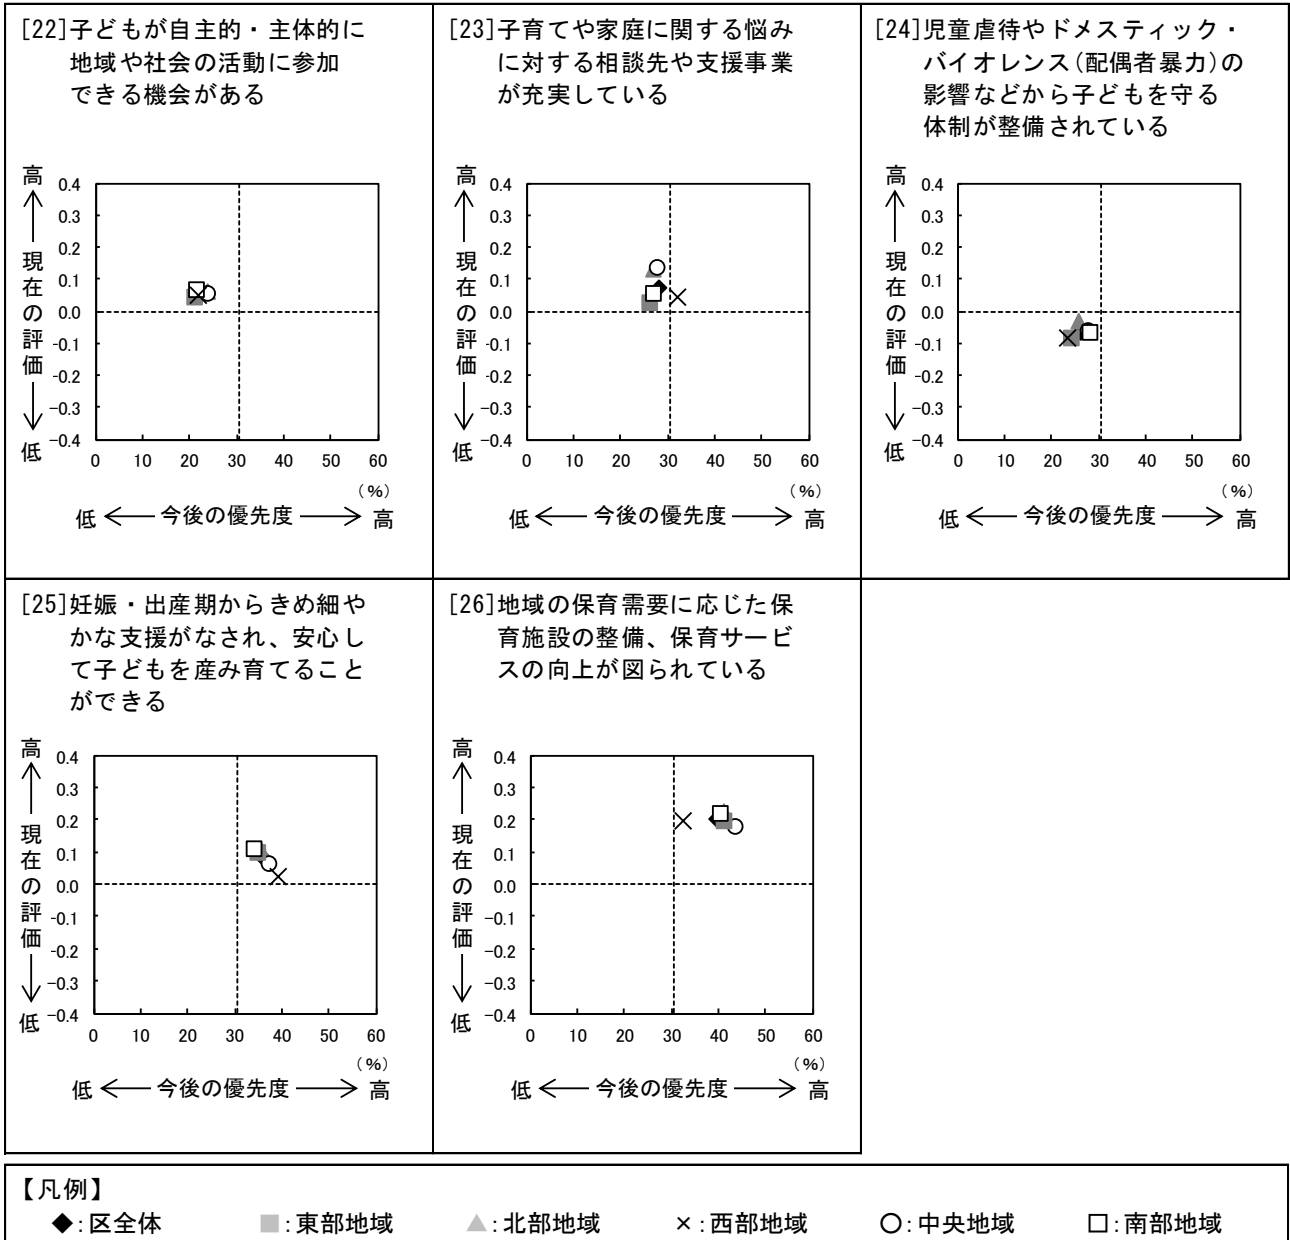 [22]子どもが自主的・主体的に
地域や社会の活動に参加
できる機会がある
高
0.4
0.3
0.2
0.1
0.0
-0.1
-0.2
-0.3
-0.4
現在の評価
低
0 10 20 30 40 50 60
(%)
低 ← 今後の優先度 → 高
[23]子育てや家庭に関する悩み
に対する相談先や支援事業
が充実している
高
0.4
0.3
0.2
0.1
0.0
-0.1
-0.2
-0.3
-0.4
現在の評価
低
0 10 20 30 40 50 60
(%)
低 ← 今後の優先度 → 高
[24]児童虐待やドメスティック・
バイオレンス(配偶者暴力)の
影響などから子どもを守る
体制が整備されている
高
0.4
0.3
0.2
0.1
0.0
-0.1
-0.2
-0.3
-0.4
現在の評価
低
0 10 20 30 40 50 60
(%)
低 ← 今後の優先度 → 高
[25]妊娠・出産期からきめ細や
かな支援がなされ、安心し
て子どもを産み育てること
ができる
高
0.4
0.3
0.2
0.1
0.0
-0.1
-0.2
-0.3
-0.4
現在の評価
低
0 10 20 30 40 50 60
(%)
低 ← 今後の優先度 → 高
[26]地域の保育需要に応じた保
育施設の整備、保育サービ
スの向上が図られている
高
0.4
0.3
0.2
0.1
0.0
-0.1
-0.2
-0.3
-0.4
現在の評価
低
0 10 20 30 40 50 60
(%)
低 ← 今後の優先度 → 高
【凡例】
◆:区全体 ■:東部地域 ▲:北部地域 ×:西部地域 ○:中央地域 □:南部地域